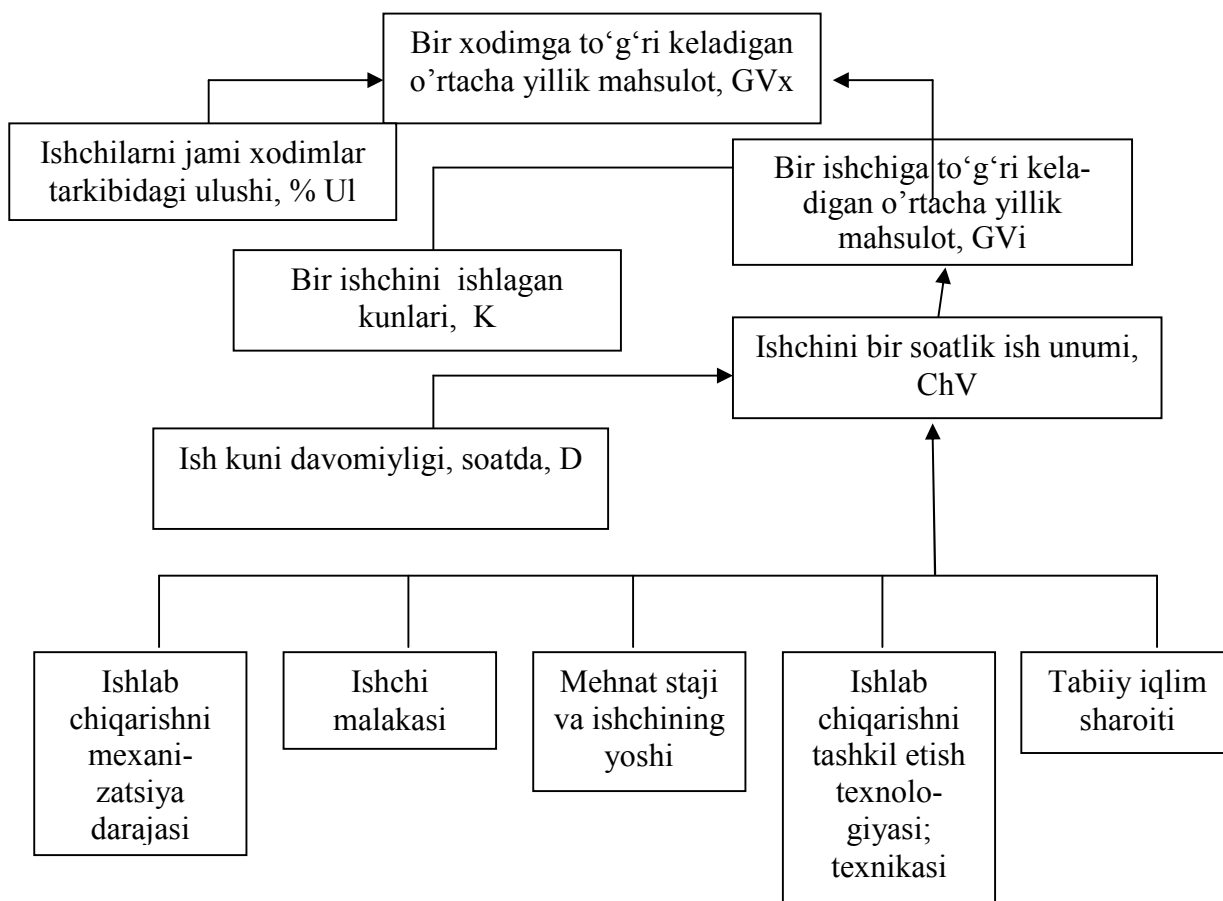 Bir xodimga to‘g‘ri keladigan
o’rtacha yillik mahsulot, GVx
Ishchilarni jami xodimlar
tarkibidagi ulushi, % Ul
Bir ishchiga to‘g‘ri kela-
digan o’rtacha yillik
mahsulot, GVi
Bir ishchini ishlagan
kunlari, K
Ishchini bir soatlik ish unumi,
ChV
Ish kuni davomiyligi, soatda, D
Ishlab
chiqarishni
mexani-
zatsiya
darajasi
Ishchi
malakasi
Mehnat staji
va ishchining
yoshi
Ishlab
chiqarishni
tashkil etish
texnolo-
giyasi;
texnikasi
Tabiiy iqlim
sharoiti